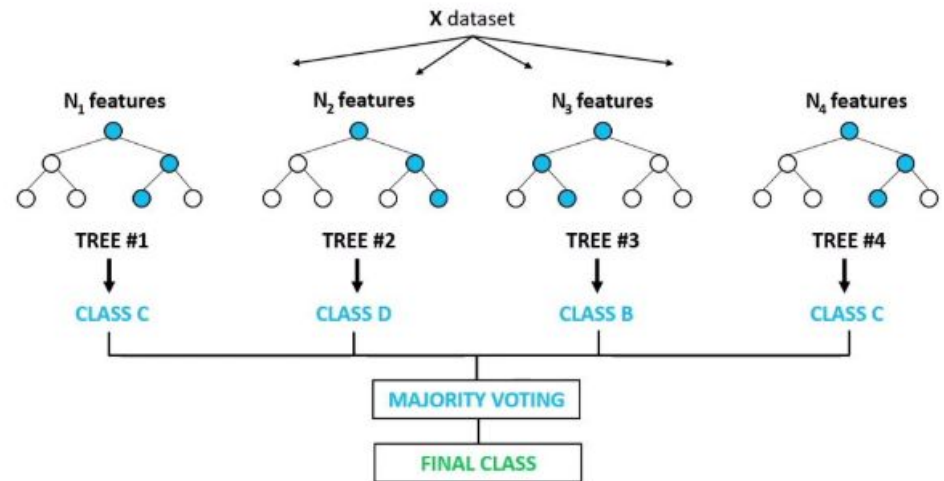 X dataset
N₁ features
N₂ features
N₃ features
N₄ features
TREE #1
TREE #2
TREE #3
TREE #4
CLASS C
CLASS D
CLASS B
CLASS C
MAJORITY VOTING
FINAL CLASS